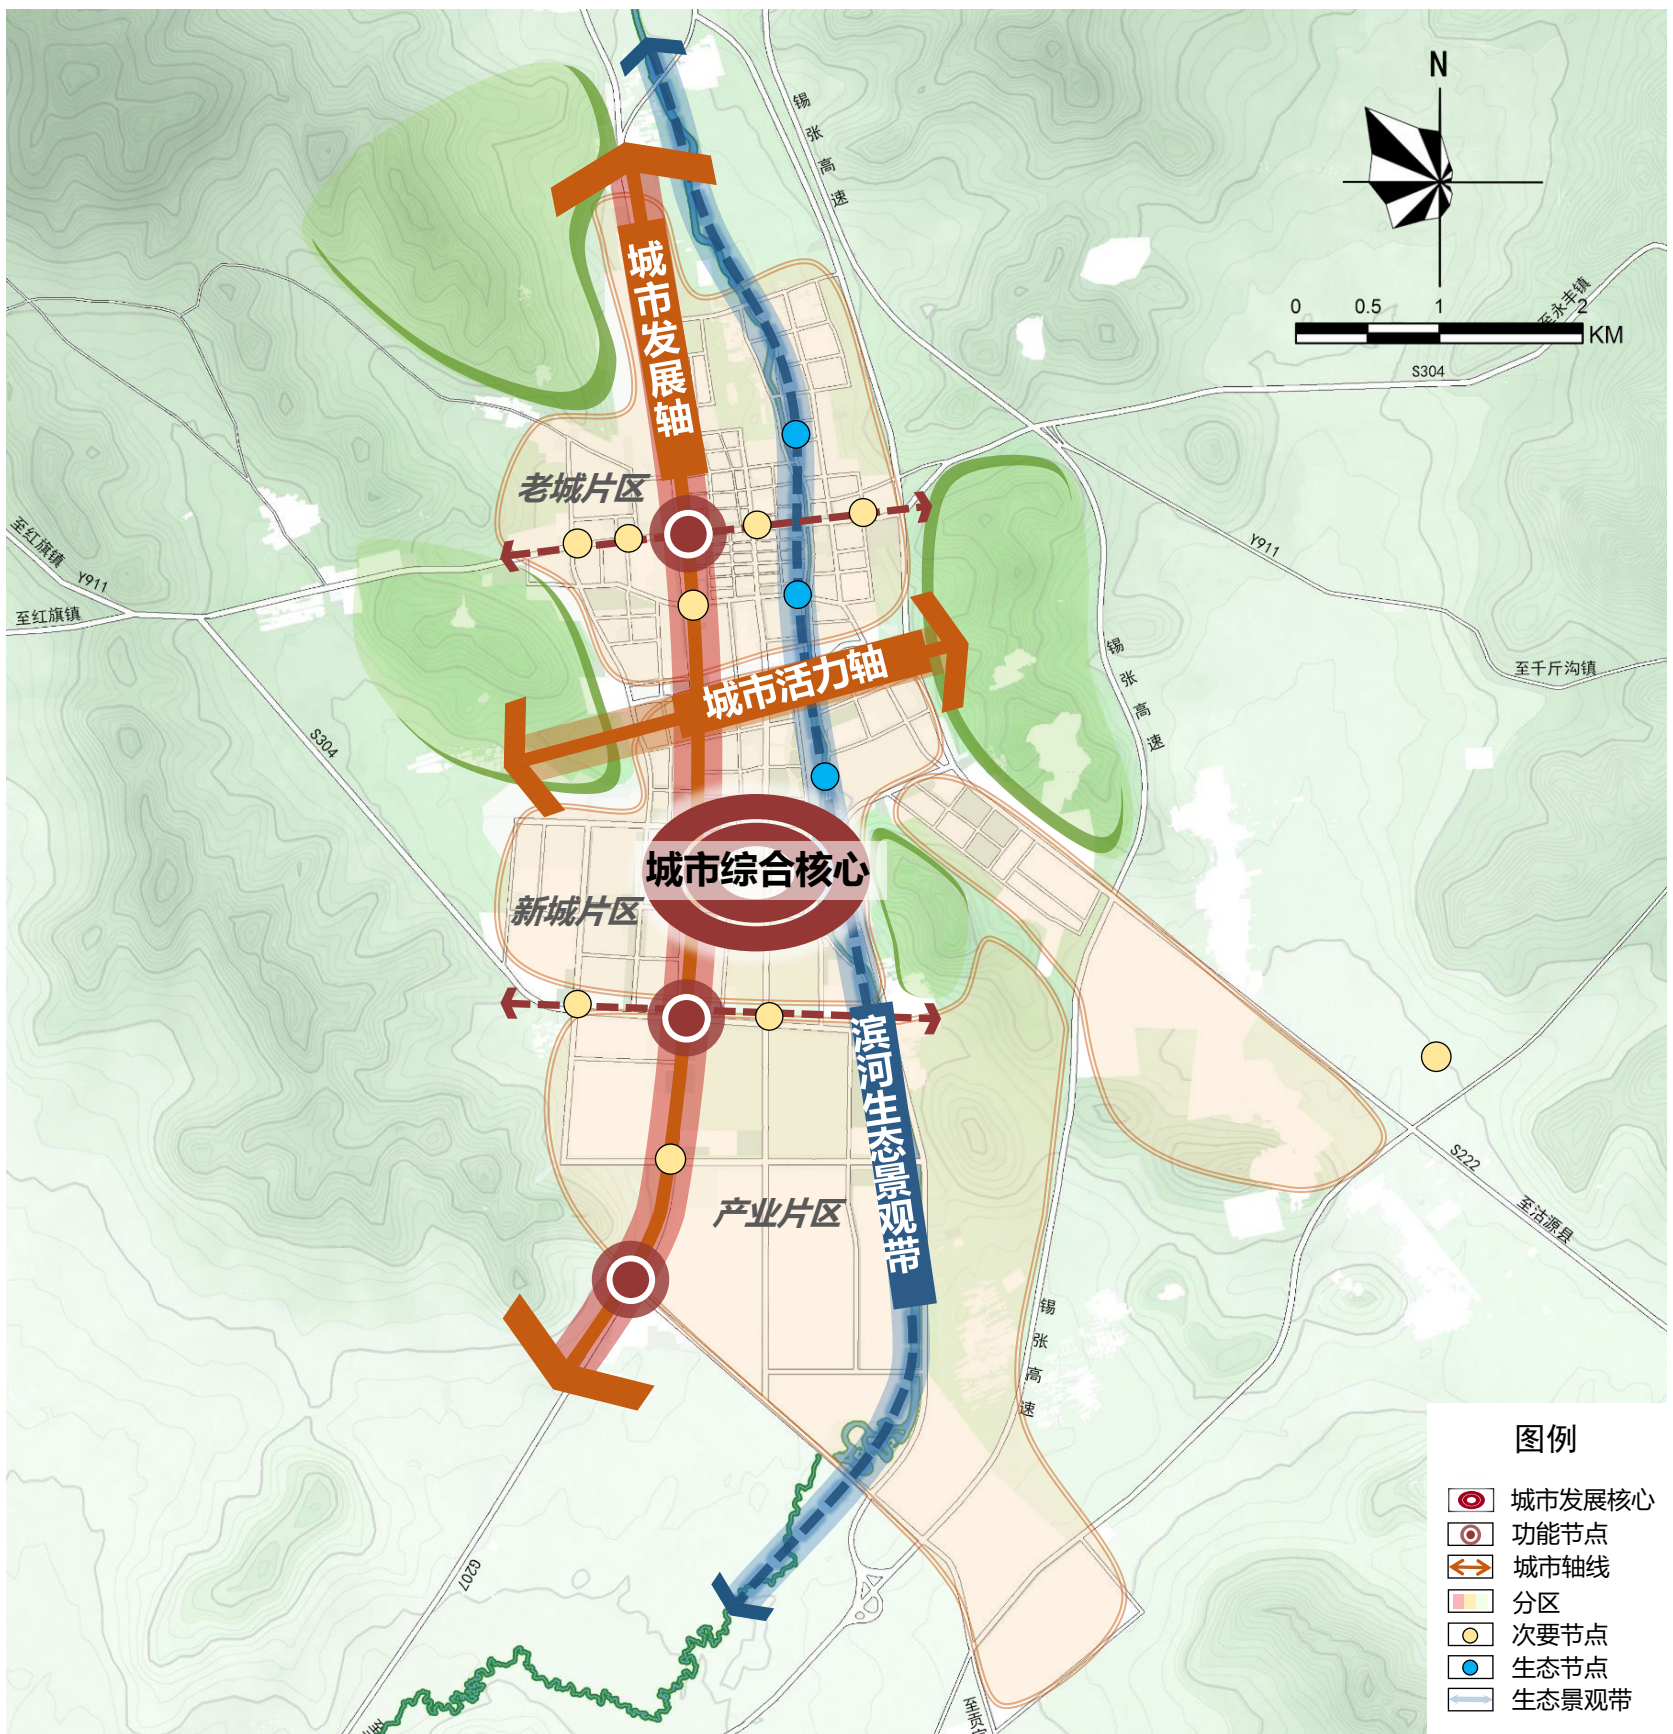 N
0 0.5 1 2
KM
锡张高速
至永丰镇
S304
城市发展轴
老城片区
至红旗镇
Y911
Y911
至红旗镇
城市活力轴
锡张高速
至千斤沟镇
S304
城市综合核心
新城片区
滨河生态景观带
产业片区
S222
至沽源县
锡张高速
G207
图例
城市发展核心
功能节点
城市轴线
分区
次要节点
生态节点
生态景观带